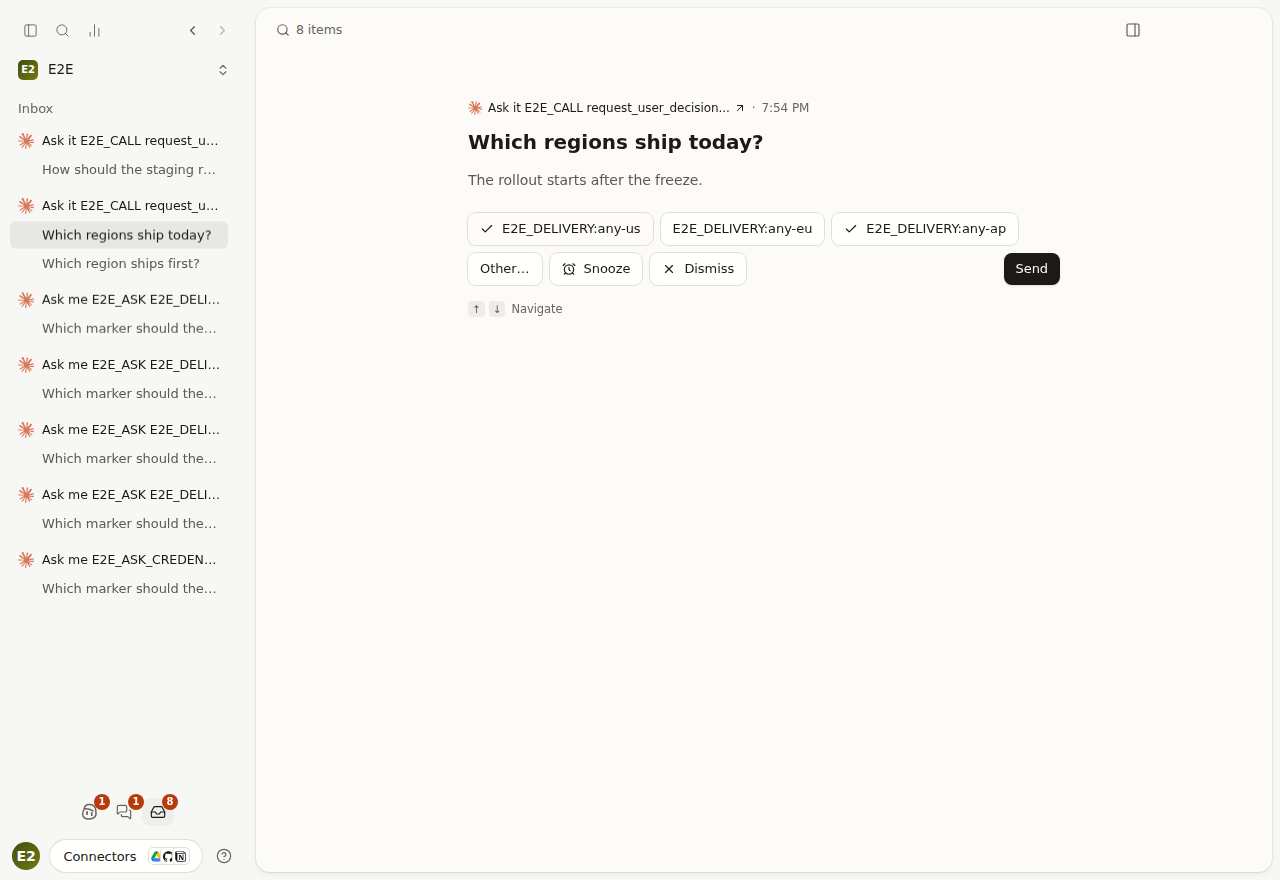 8 items
E2 E2E
Inbox
Ask it E2E_CALL request_u...
How should the staging r...
Ask it E2E_CALL request_u...
Which regions ship today?
Which region ships first?
Ask me E2E_ASK E2E_DELI...
Which marker should the...
Ask me E2E_ASK E2E_DELI...
Which marker should the...
Ask me E2E_ASK E2E_DELI...
Which marker should the...
Ask me E2E_ASK E2E_DELI...
Which marker should the...
Ask me E2E_ASK_CREDEN...
Which marker should the...
1 1 8
E2 Connectors
Ask it E2E_CALL request_user_decision... · 7:54 PM
Which regions ship today?
The rollout starts after the freeze.
E2E_DELIVERY:any-us E2E_DELIVERY:any-eu E2E_DELIVERY:any-ap
Other... Snooze Dismiss Send
↑ ↓ Navigate